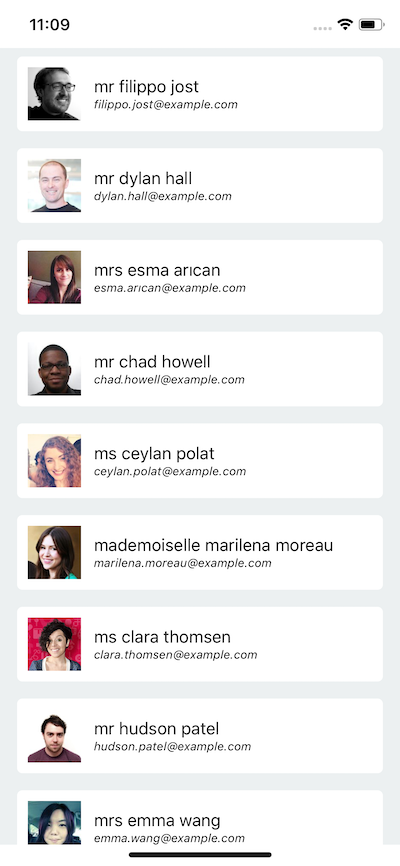 11:09
mr filippo jost
filippo.jost@example.com
mr dylan hall
dylan.hall@example.com
mrs esma arıcan
esma.arıcan@example.com
mr chad howell
chad.howell@example.com
ms ceylan polat
ceylan.polat@example.com
mademoiselle marilena moreau
marilena.moreau@example.com
ms clara thomsen
clara.thomsen@example.com
mr hudson patel
hudson.patel@example.com
mrs emma wang
emma.wang@example.com